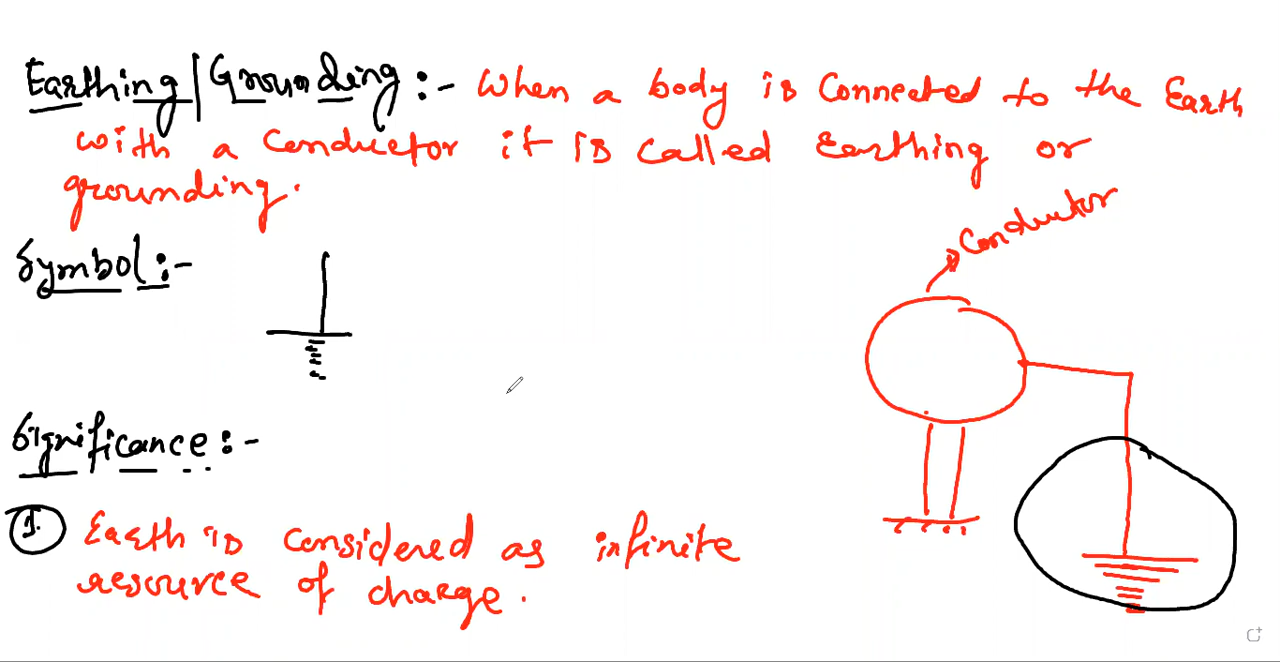 Earthing/Grounding :- When a body is connected to the Earth
with a conductor it is called Earthing or
grounding.
Conductor
Symbol :-
Significance :-
1. Earth is considered as infinite
resource of charge.